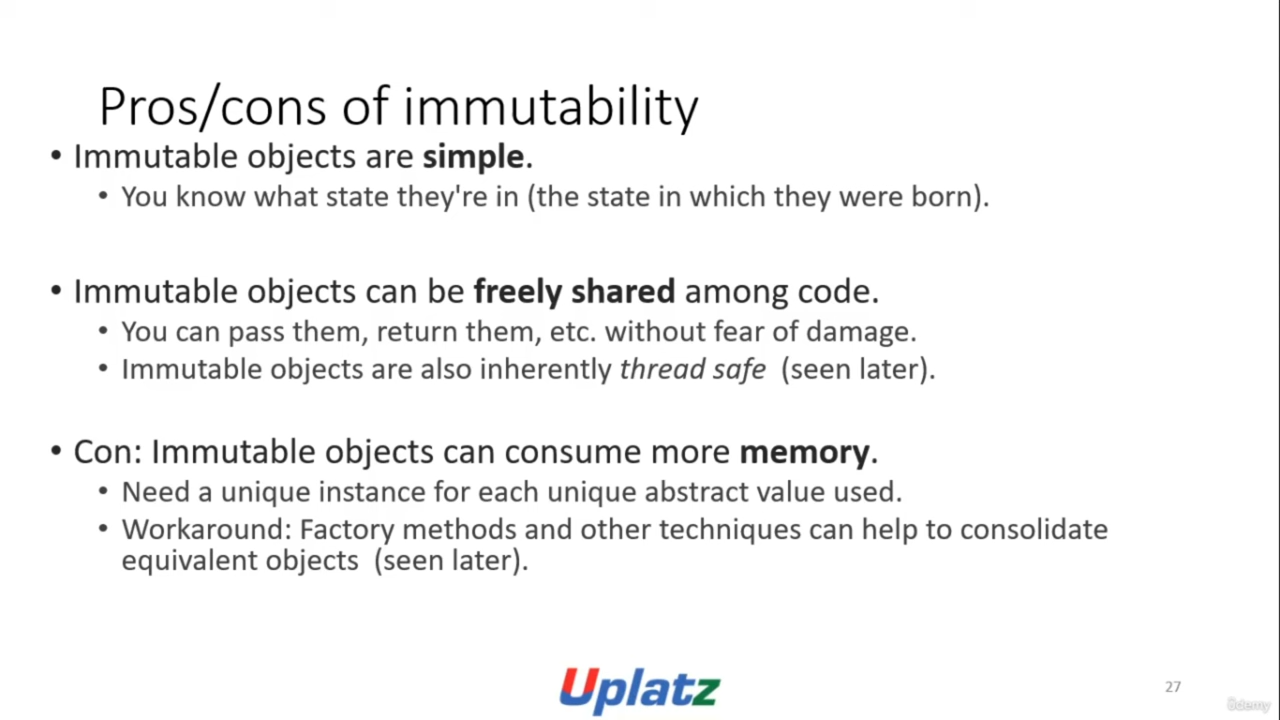 Pros/cons of immutability
• Immutable objects are simple.
• You know what state they're in (the state in which they were born).
• Immutable objects can be freely shared among code.
• You can pass them, return them, etc. without fear of damage.
• Immutable objects are also inherently thread safe (seen later).
• Con: Immutable objects can consume more memory.
• Need a unique instance for each unique abstract value used.
• Workaround: Factory methods and other techniques can help to consolidate
equivalent objects (seen later).
Uplatz
27
ûdemy